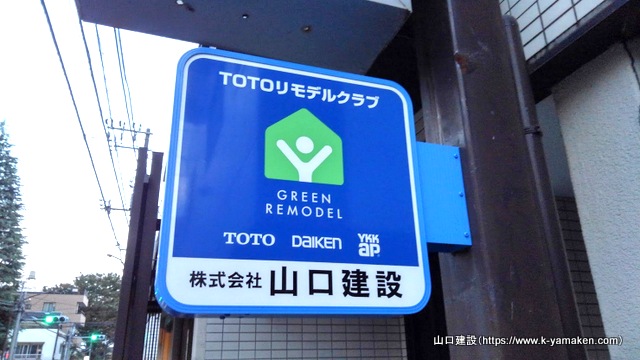 TOTOリモデルクラブ
GREEN
REMODEL
TOTO DAIKEN YKK AP
株式会社 山口建設
山口建設(https://www.k-yamaken.com)